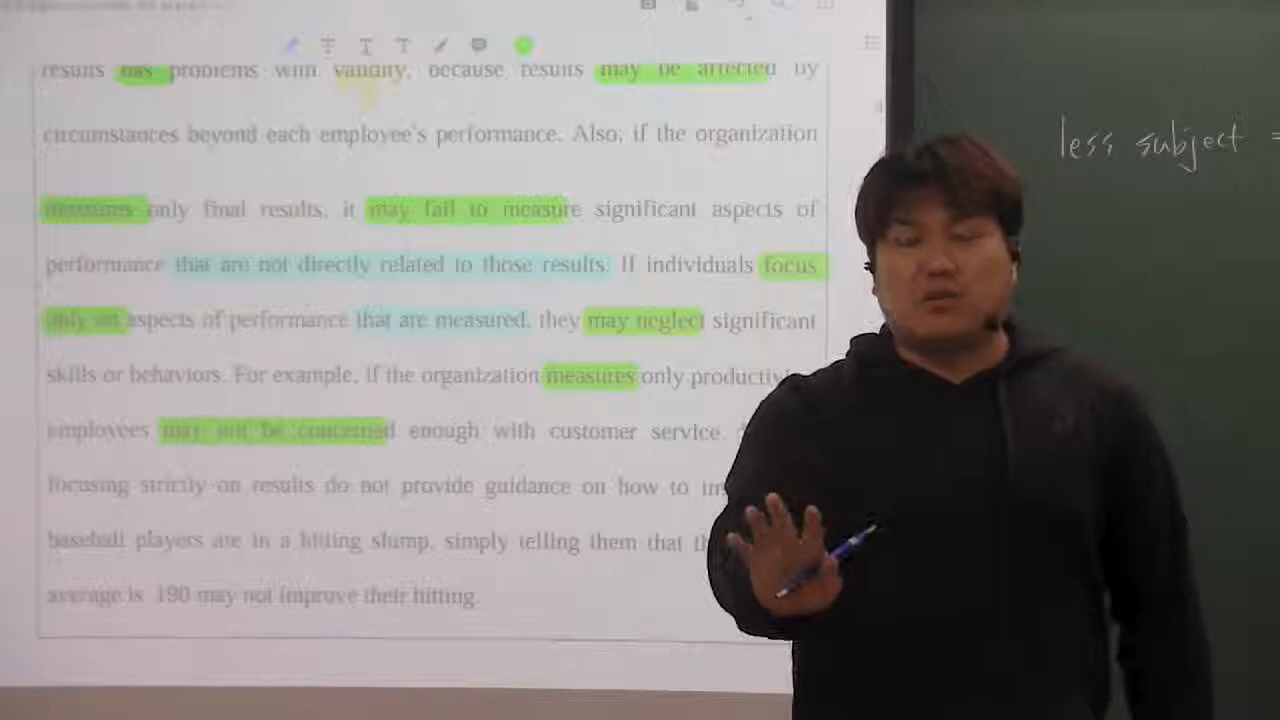 results has problems with validity, because results may be affected by
circumstances beyond each employee's performance. Also, if the organization
measures only final results, it may fail to measure significant aspects of
performance that are not directly related to those results. If individuals focus
only on aspects of performance that are measured, they may neglect significant
skills or behaviors. For example, if the organization measures only
employees may not be concerned enough with customer service.
focusing strictly on results do not provide guidance on how to
baseball players are in a hitting slump, simply telling them that
average is .190 may not improve their hitting.
less subject =